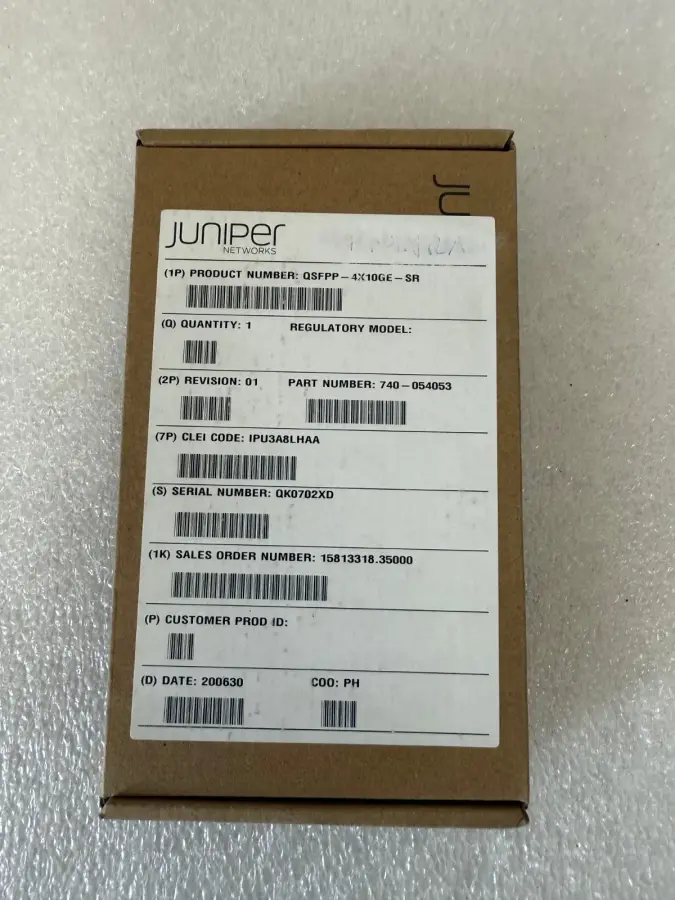 JUNIPER
NETWORKS
(1P) PRODUCT NUMBER: QSFPP-4X10GE-SR
(Q) QUANTITY: 1 REGULATORY MODEL:
(2P) REVISION: 01 PART NUMBER: 740-054053
(7P) CLEI CODE: IPU3A8LHAA
(S) SERIAL NUMBER: QK0702XD
(1K) SALES ORDER NUMBER: 15813318.35000
(P) CUSTOMER PROD ID:
(D) DATE: 200630 COO: PH